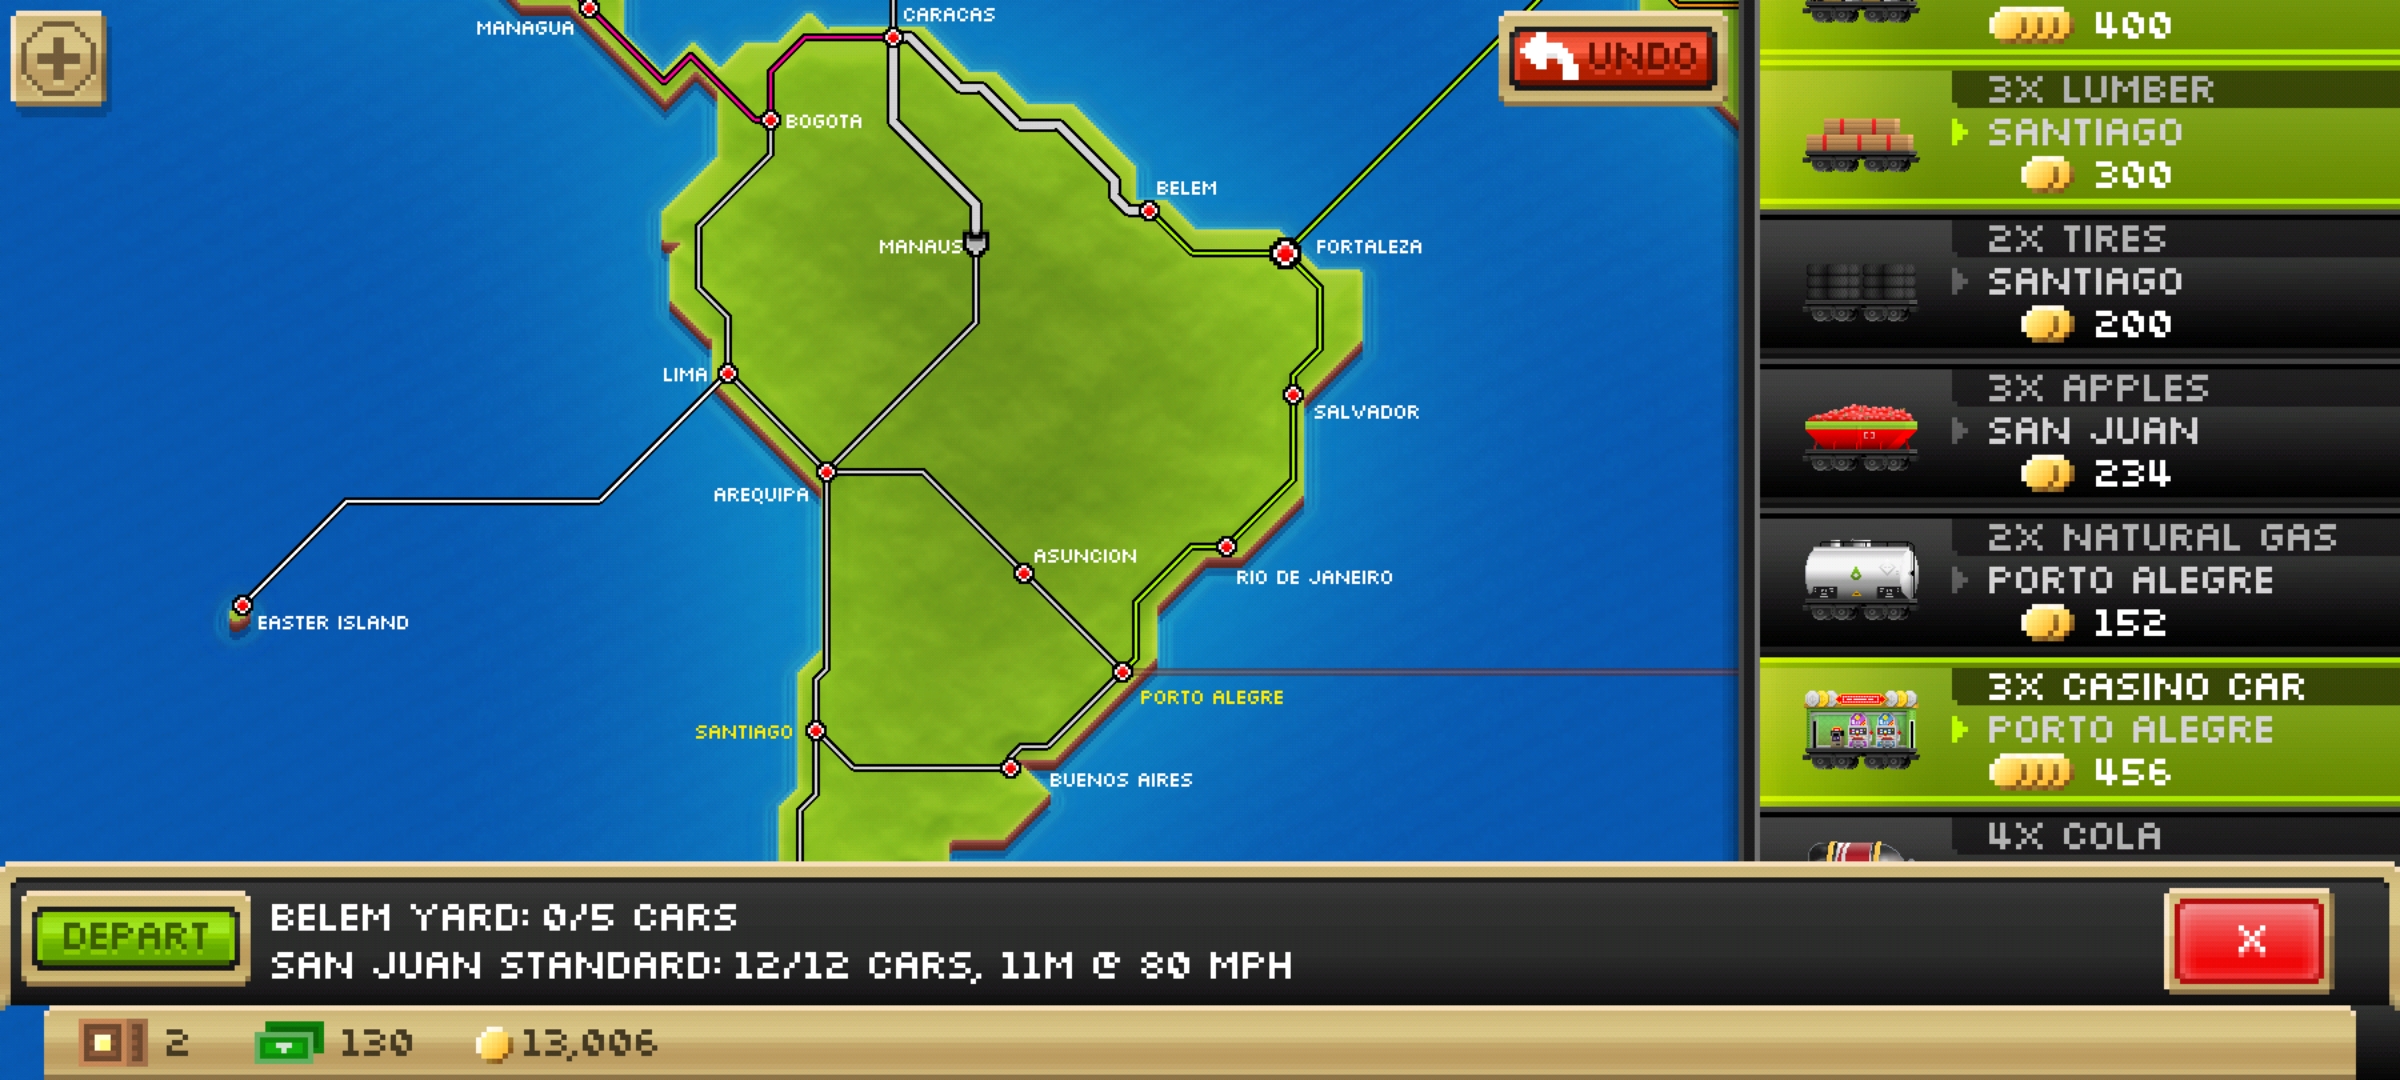 MANAGUA
CARACAS
UNDO
BOGOTA
BELEM
MANAUS
FORTALEZA
LIMA
SALVADOR
AREQUIPA
ASUNCION
RIO DE JANEIRO
EASTER ISLAND
PORTO ALEGRE
SANTIAGO
BUENOS AIRES
400
3X LUMBER
SANTIAGO
300
2X TIRES
SANTIAGO
200
3X APPLES
SAN JUAN
234
2X NATURAL GAS
PORTO ALEGRE
152
3X CASINO CAR
PORTO ALEGRE
456
4X COLA
DEPART
BELEM YARD: 0/5 CARS
SAN JUAN STANDARD: 12/12 CARS, 11M @ 80 MPH
X
2
130
13,006